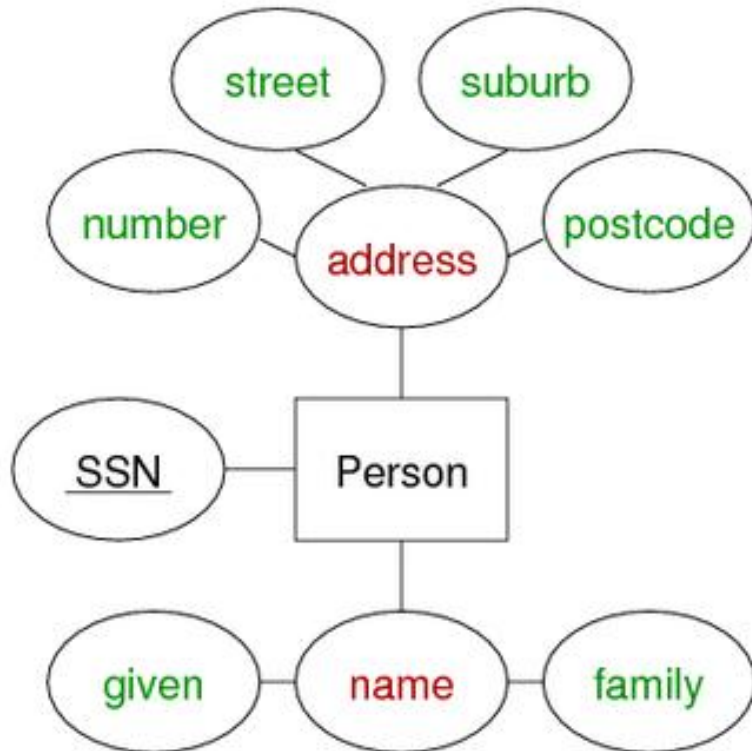 street
suburb
number
address
postcode
SSN
Person
given
name
family